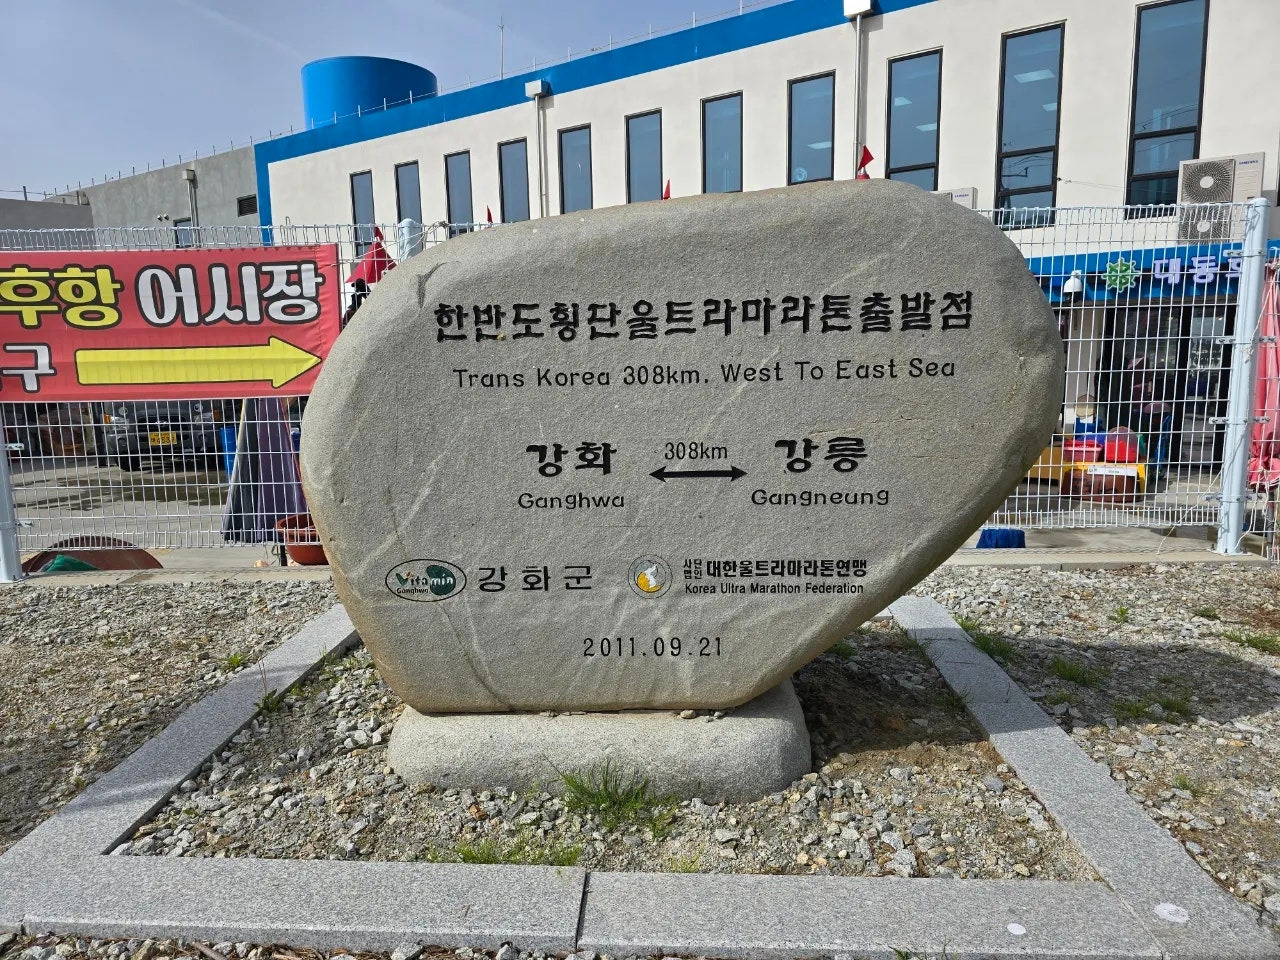 후항 어시장
구
대통호
한반도횡단울트라마라톤출발점
Trans Korea 308km. West To East Sea
강화 308km 강릉
Ganghwa Gangneung
Vitamin Ganghwa 강화군 사단법인 대한울트라마라톤연맹
Korea Ultra Marathon Federation
2011.09.21